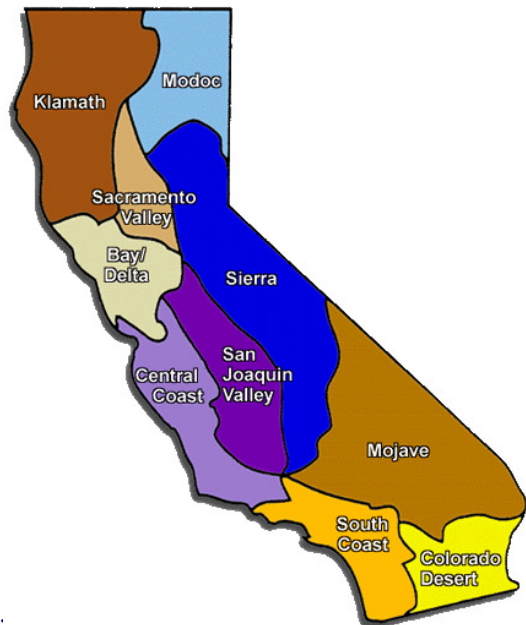 Modoc
Klamath
Sacramento
Valley
Bay/
Delta
Sierra
San
Joaquin
Valley
Central
Coast
Mojave
South
Coast
Colorado
Desert